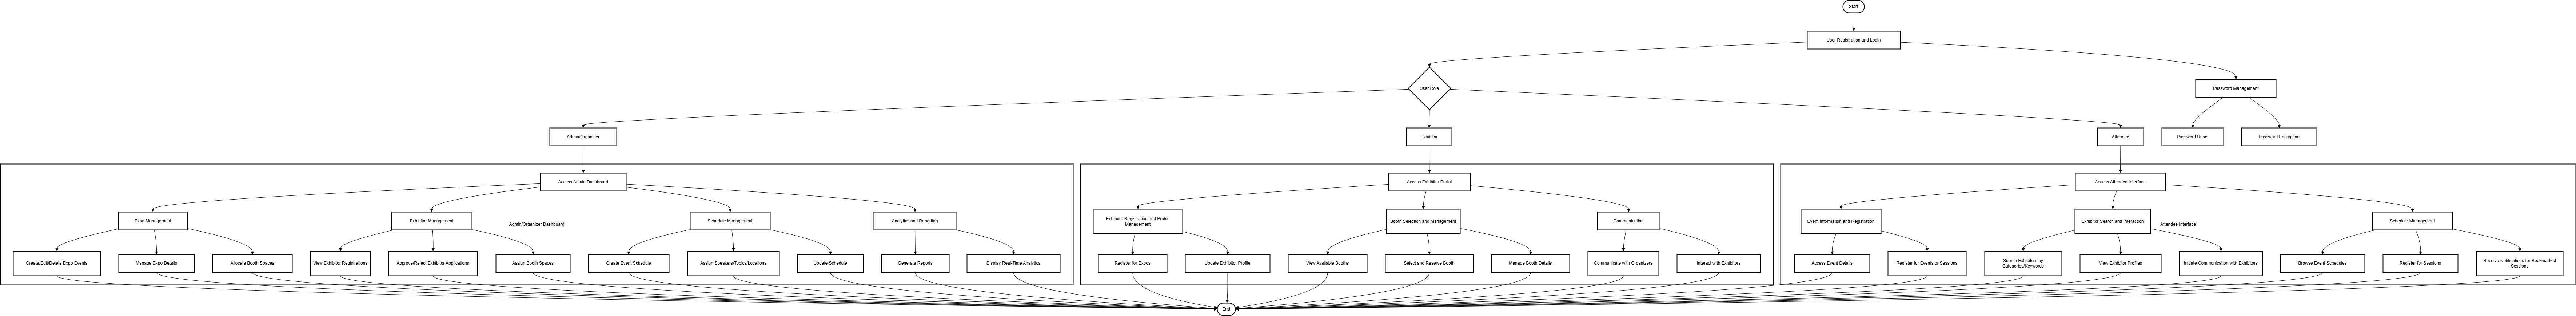 Start
User Registration and Login
User Role
Password Management
Admin/Organizer
Exhibitor
Attendee
Password Reset
Password Encryption
Access Admin Dashboard
Access Exhibitor Portal
Access Attendee Interface
Expo Management
Exhibitor Management
Admin/Organizer Dashboard
Schedule Management
Analytics and Reporting
Exhibitor Registration and Profile
Management
Booth Selection and Management
Communication
Event Information and Registration
Exhibitor Search and Interaction
Attendee Interface
Schedule Management
Create/Edit/Delete Expo Events
Manage Expo Details
Allocate Booth Spaces
View Exhibitor Registrations
Approve/Reject Exhibitor Applications
Assign Booth Spaces
Create Event Schedule
Assign Speakers/Topics/Locations
Update Schedule
Generate Reports
Display Real-Time Analytics
Register for Expos
Update Exhibitor Profile
View Available Booths
Select and Reserve Booth
Manage Booth Details
Communicate with Organizers
Interact with Exhibitors
Access Event Details
Register for Events or Sessions
Search Exhibitors by
Categories/Keywords
View Exhibitor Profiles
Initiate Communication with Exhibitors
Browse Event Schedules
Register for Sessions
Receive Notifications for Bookmarked
Sessions
End